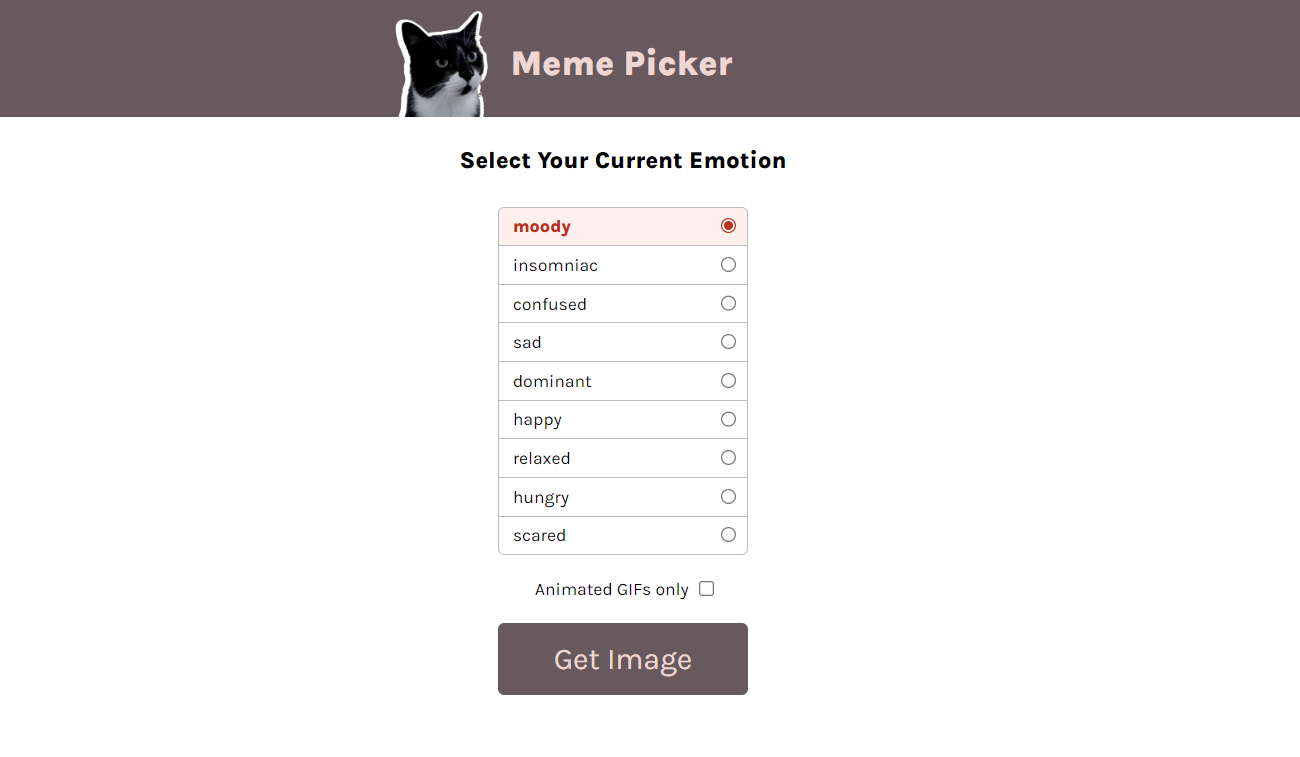 Meme Picker
Select Your Current Emotion
moody
insomniac
confused
sad
dominant
happy
relaxed
hungry
scared
Animated GIFs only
Get Image